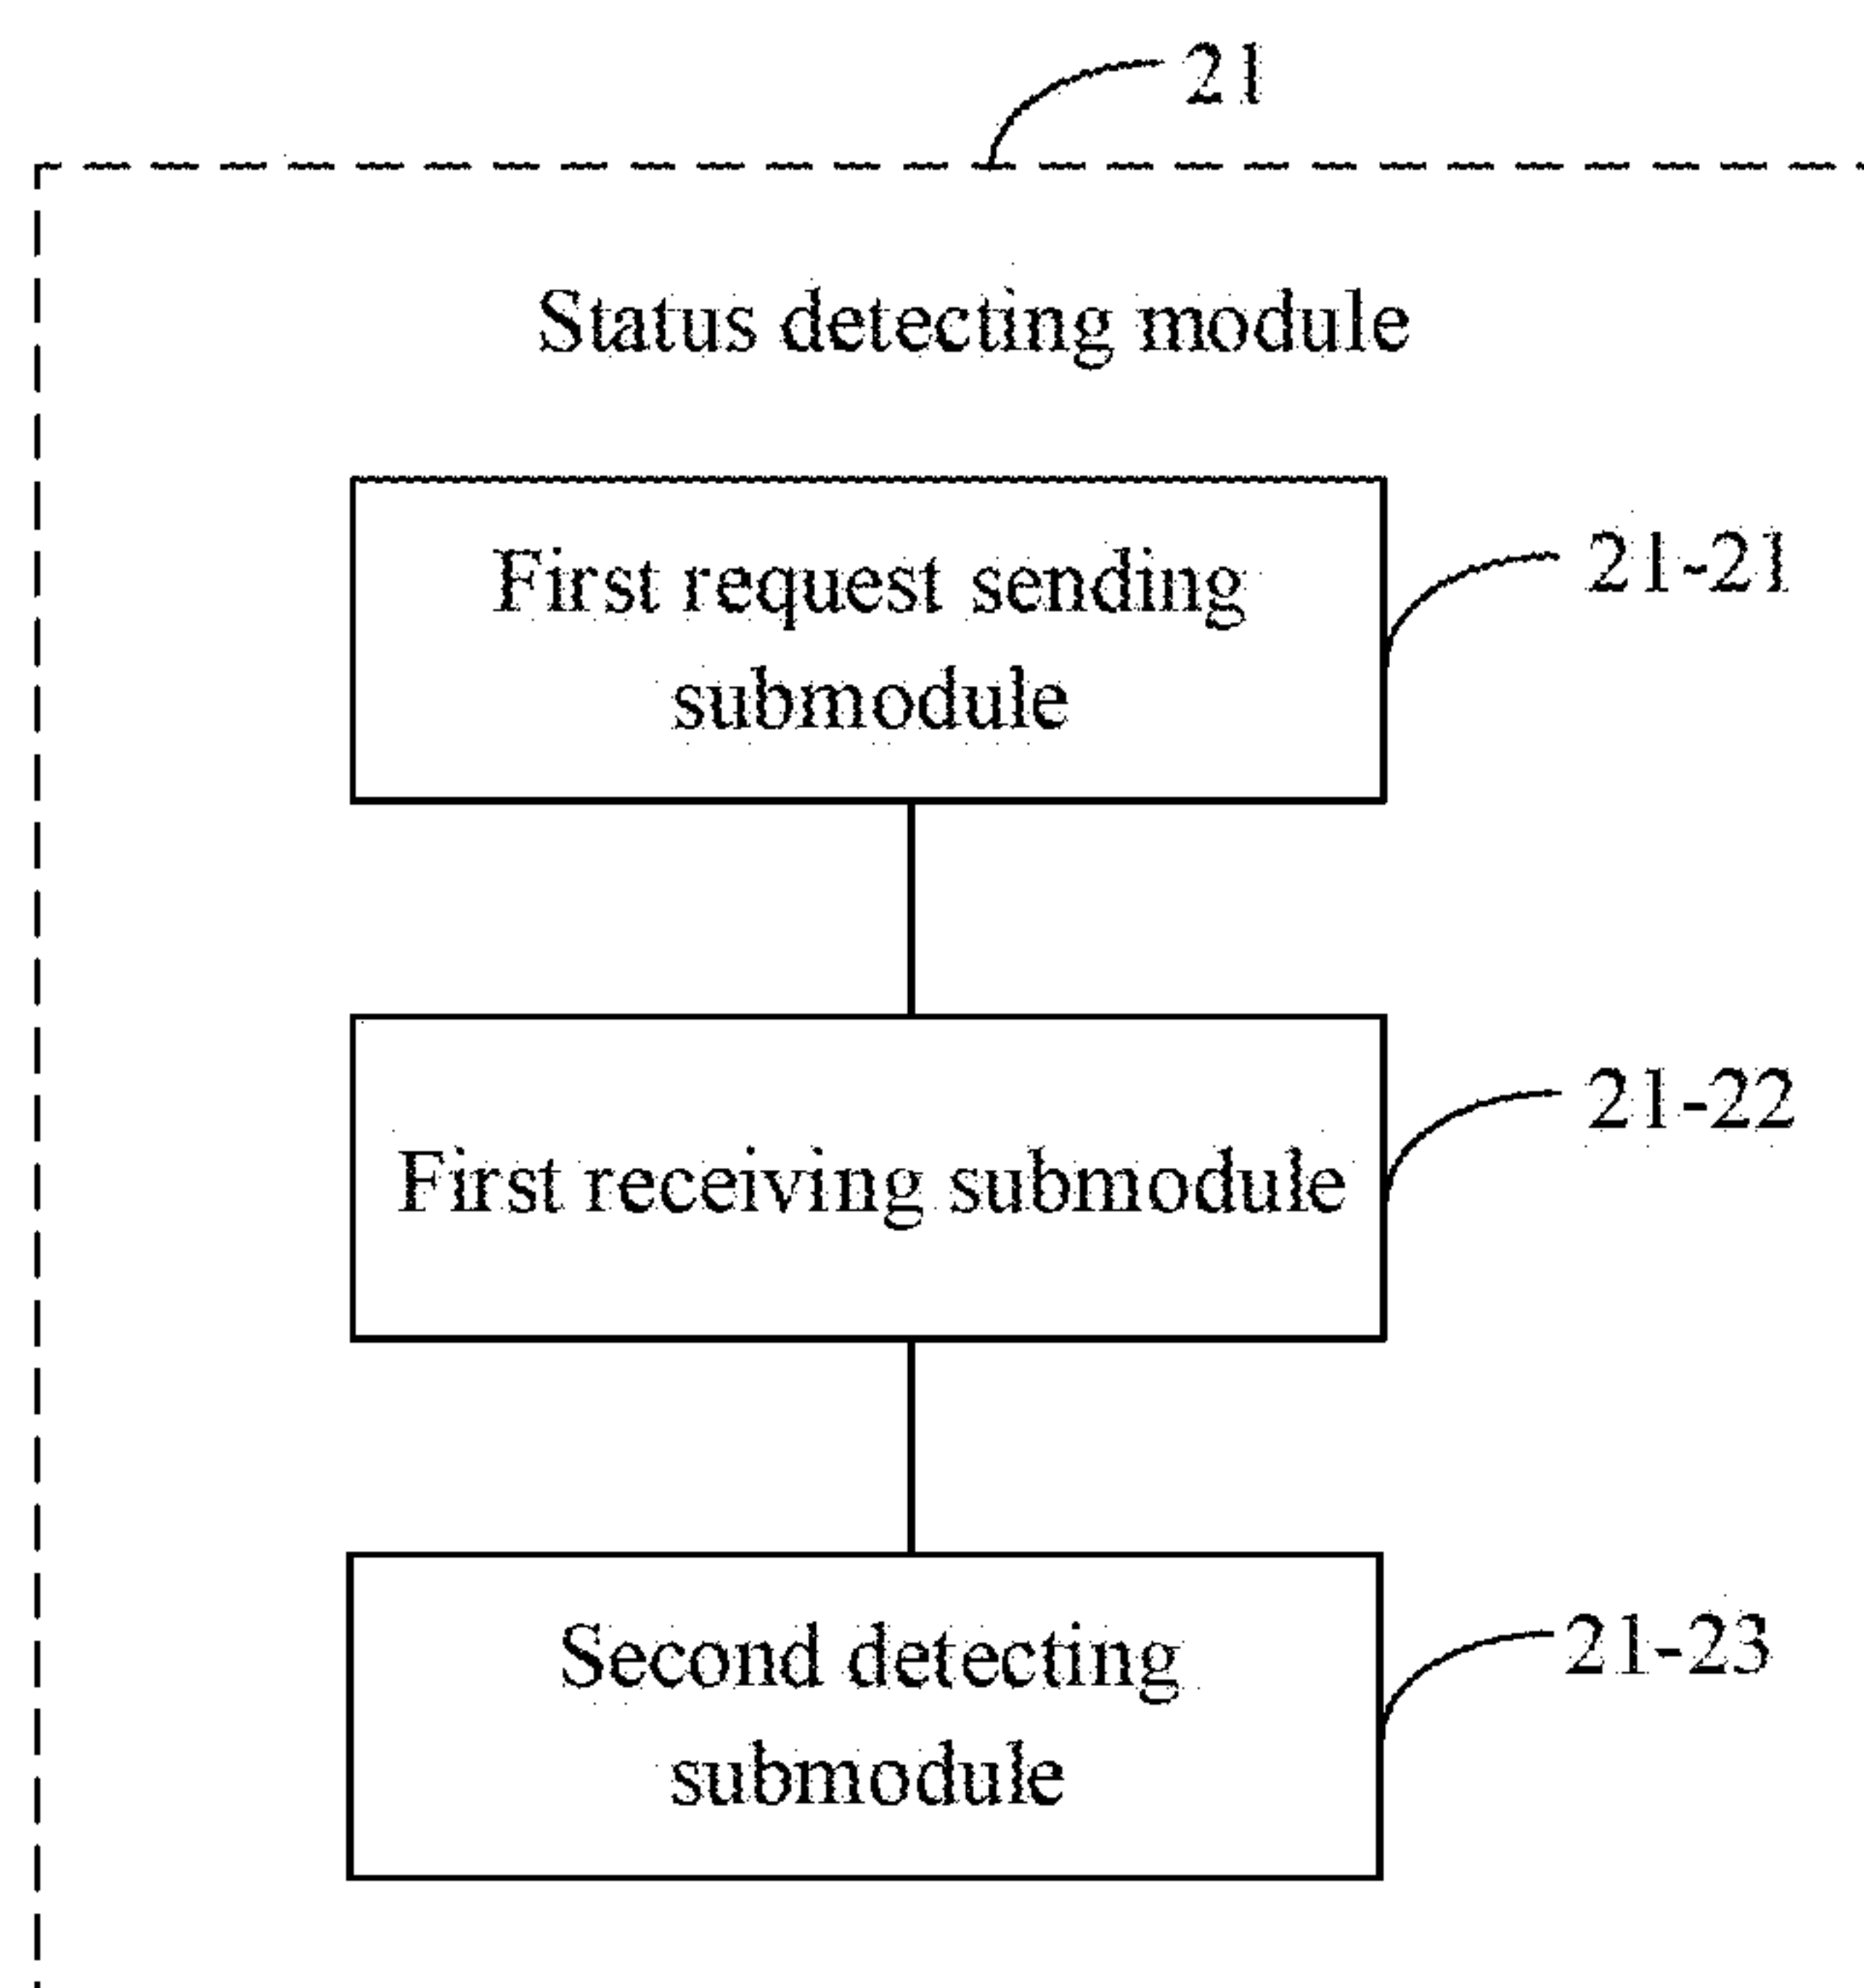 21
Status detecting module
First request sending
submodule
21-21
First receiving submodule
21-22
Second detecting
submodule
21-23